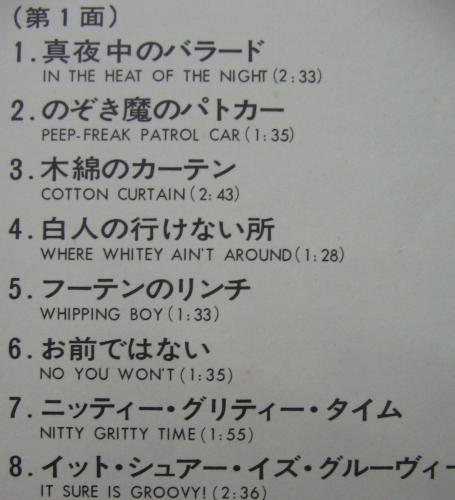 (第1面)
1. 真夜中のバラード
IN THE HEAT OF THE NIGHT (2:33)
2. のぞき魔のパトカー
PEEP-FREAK PATROL CAR (1:35)
3. 木綿のカーテン
COTTON CURTAIN (2:43)
4. 白人の行けない所
WHERE WHITEY AIN'T AROUND (1:28)
5. フーテンのリンチ
WHIPPING BOY (1:33)
6. お前ではない
NO YOU WON'T (1:35)
7. ニッティー・グリティー・タイム
NITTY GRITTY TIME (1:55)
8. イット・シュアー・イズ・グルーヴィー
IT SURE IS GROOVY! (2:36)